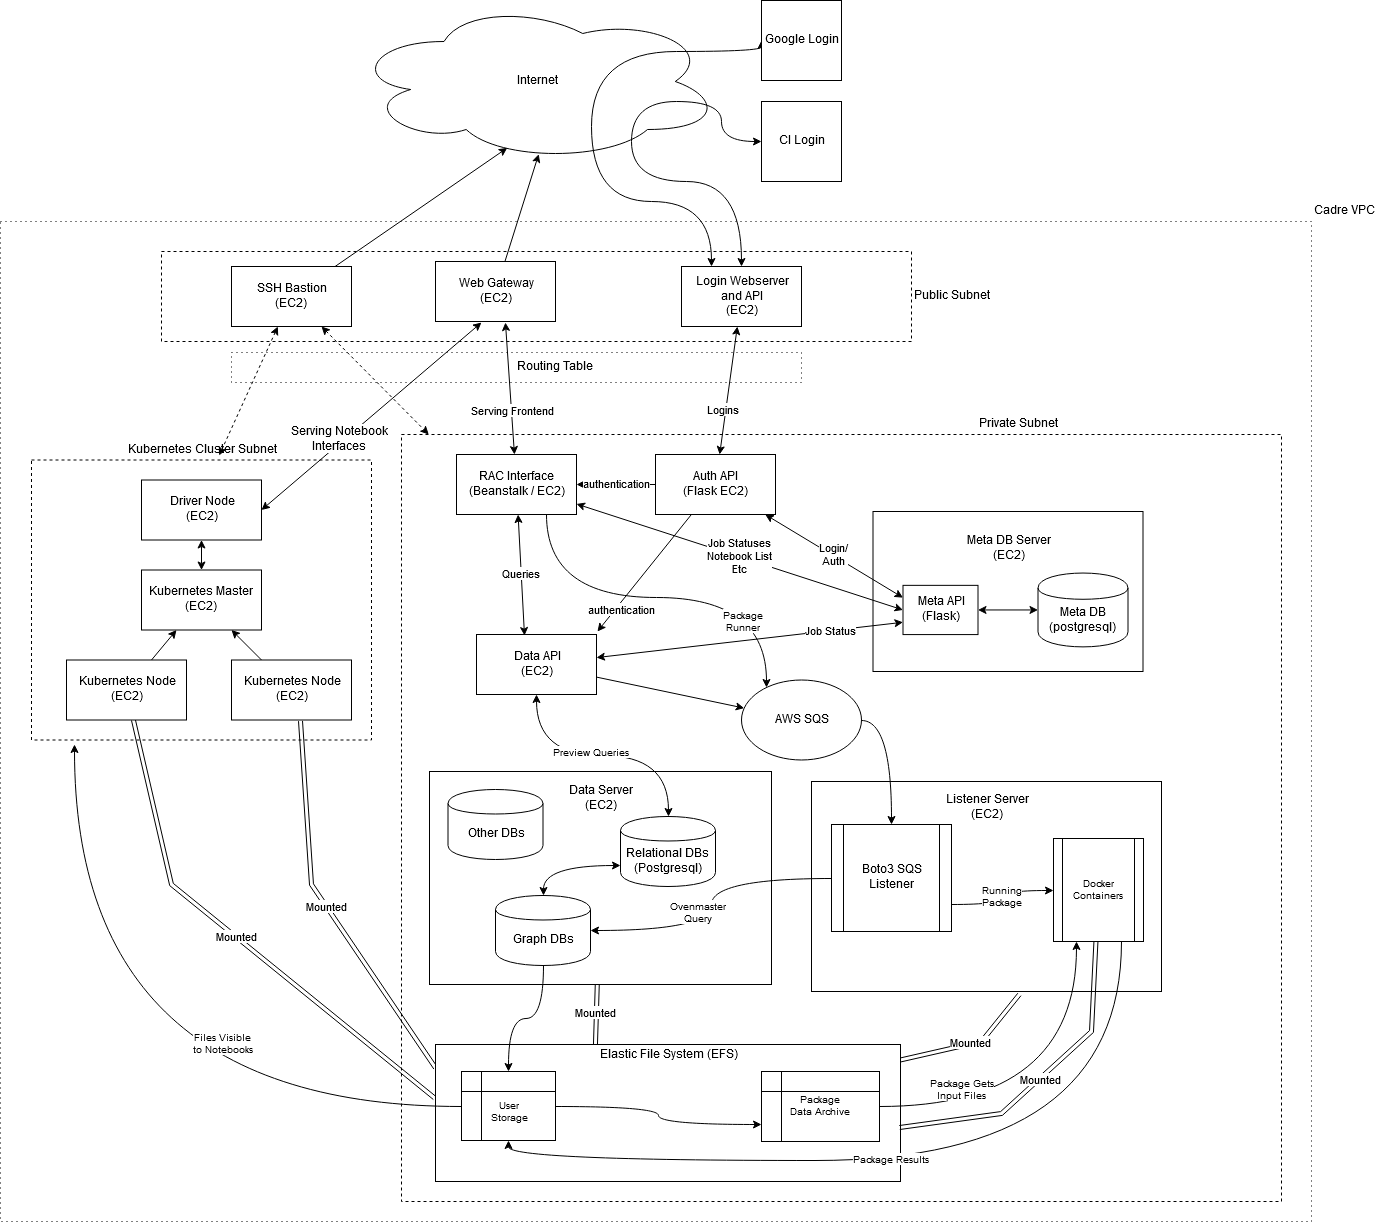 Google Login
Internet
CI Login
Cadre VPC
SSH Bastion
(EC2)
Web Gateway
(EC2)
Login Webserver
and API
(EC2)
Public Subnet
Routing Table
Serving Frontend
Logins
Serving Notebook
Interfaces
Kubernetes Cluster Subnet
Private Subnet
Driver Node
(EC2)
Kubernetes Master
(EC2)
Kubernetes Node
(EC2)
Kubernetes Node
(EC2)
RAC Interface
(Beanstalk / EC2)
authentication
Auth API
(Flask EC2)
Job Statuses
Notebook List
Etc
Login/
Auth
Meta DB Server
(EC2)
Meta API
(Flask)
Meta DB
(postgresql)
Queries
authentication
Package
Runner
Job Status
Data API
(EC2)
AWS SQS
Preview Queries
Data Server
(EC2)
Other DBs
Relational DBs
(Postgresql)
Graph DBs
Listener Server
(EC2)
Boto3 SQS
Listener
Running
Package
Docker
Containers
Ovenmaster
Query
Mounted
Mounted
Mounted
Mounted
Mounted
Files Visible
to Notebooks
Elastic File System (EFS)
User
Storage
Package
Data Archive
Package Gets
Input Files
Package Results